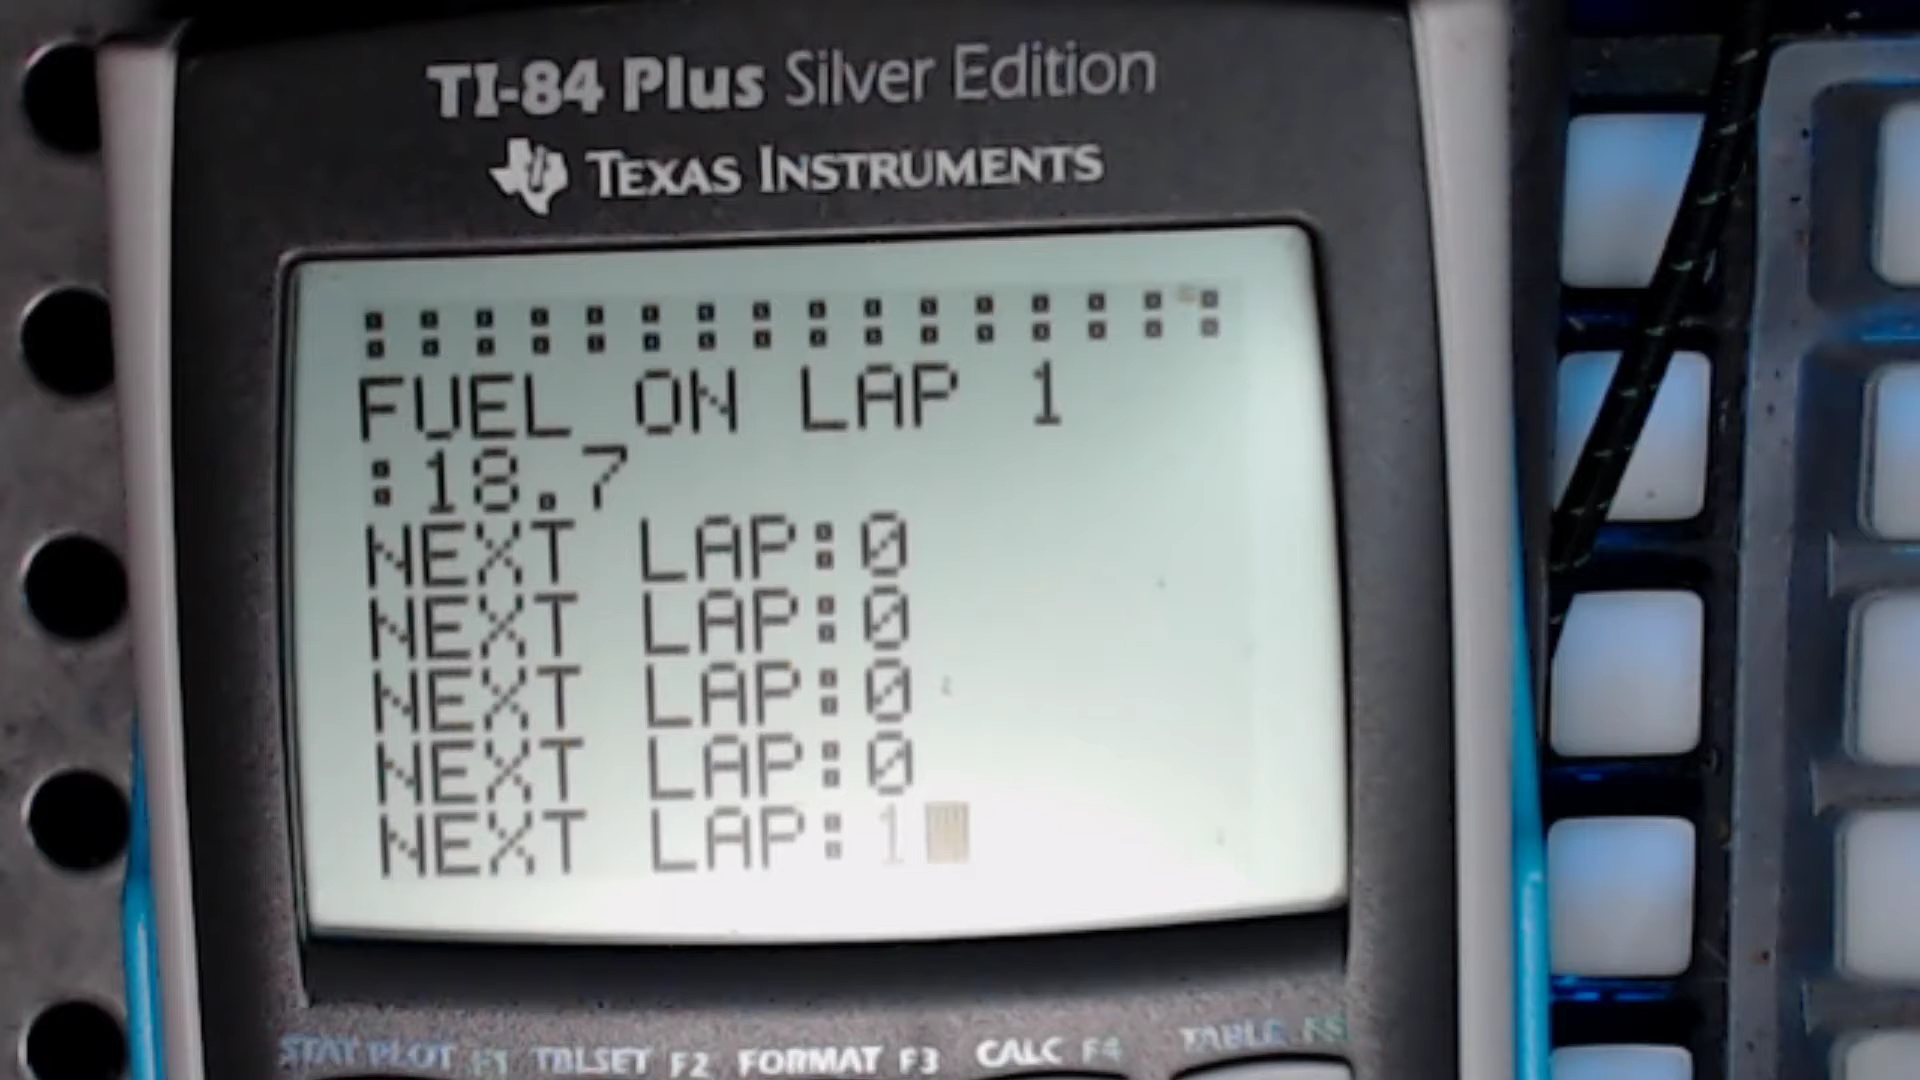 TI-84 Plus Silver Edition
TEXAS INSTRUMENTS
::::::::::::::::
FUEL ON LAP 1
:18.7
NEXT LAP:0
NEXT LAP:0
NEXT LAP:0
NEXT LAP:0
NEXT LAP:1
STAT PLOT F1 TBLSET F2 FORMAT F3 CALC F4 TABLE F5